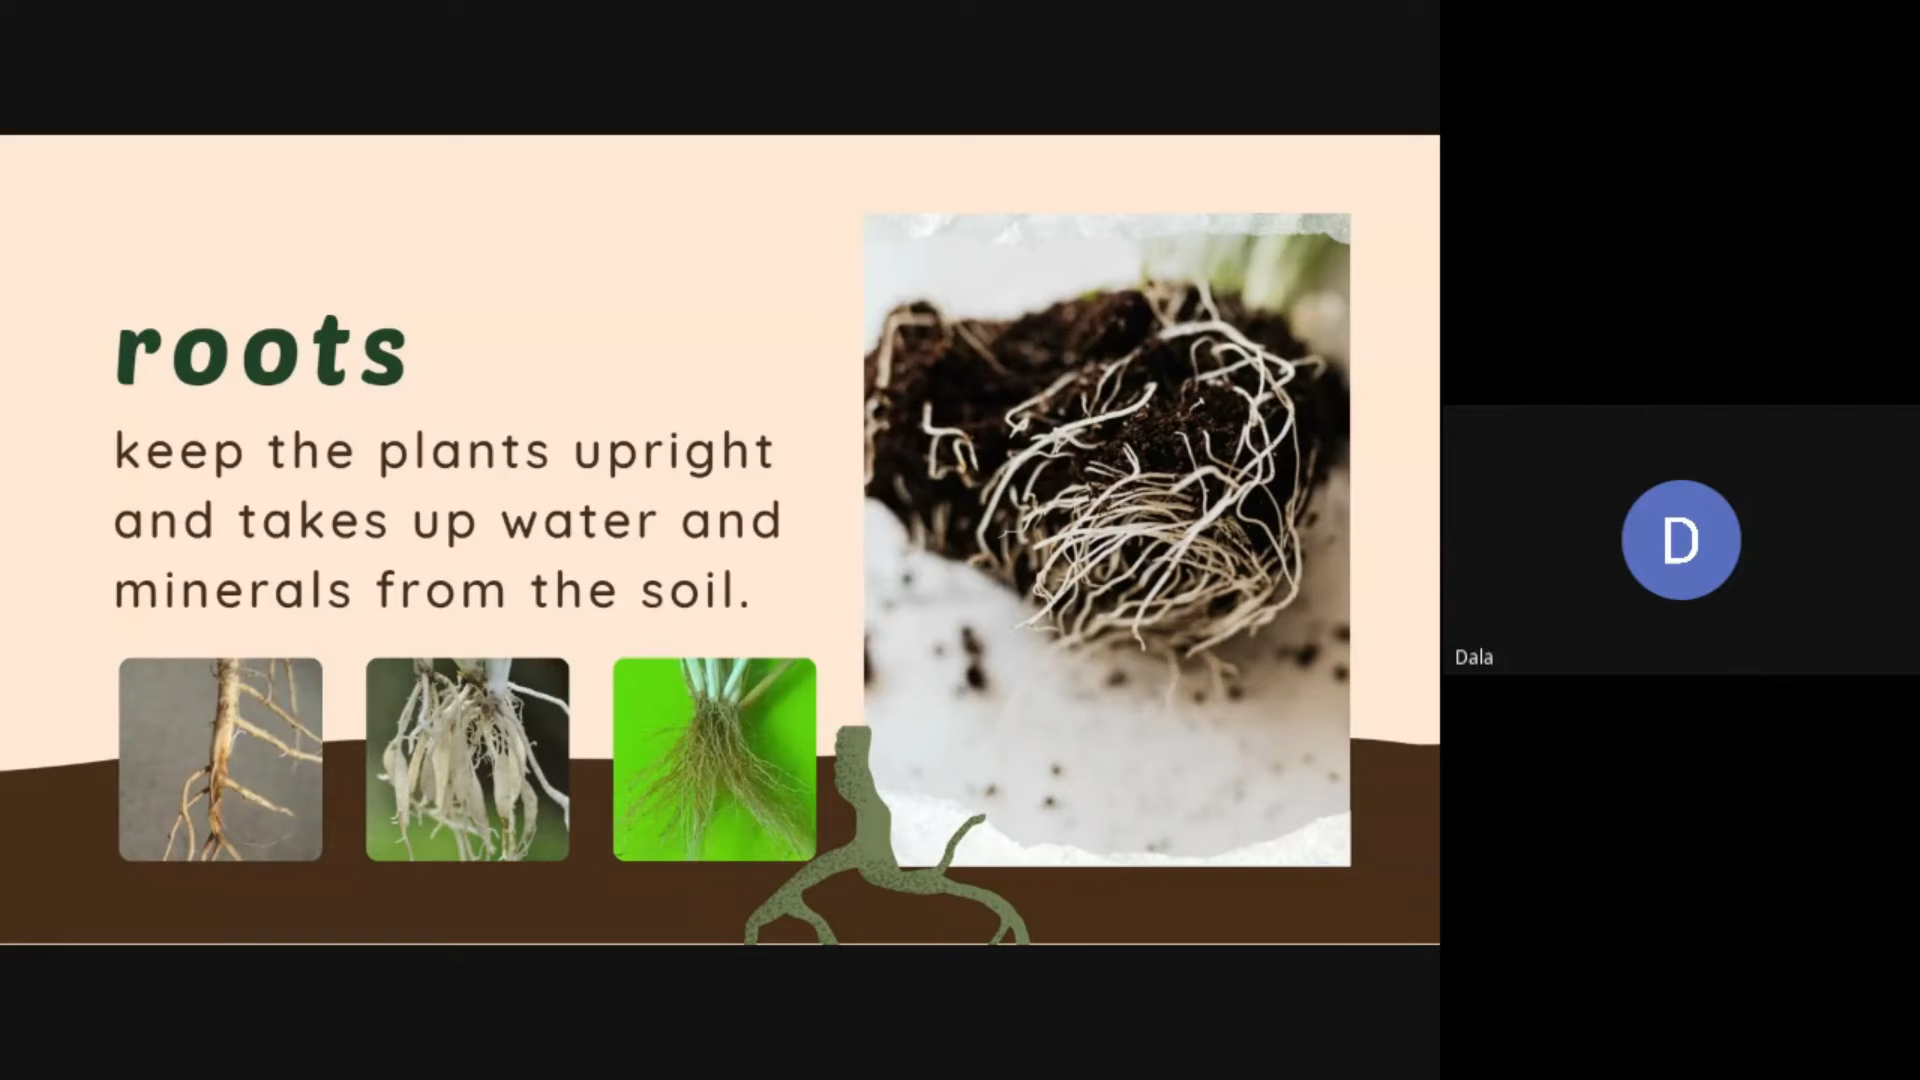 roots
keep the plants upright
and takes up water and
minerals from the soil.
D
Dala